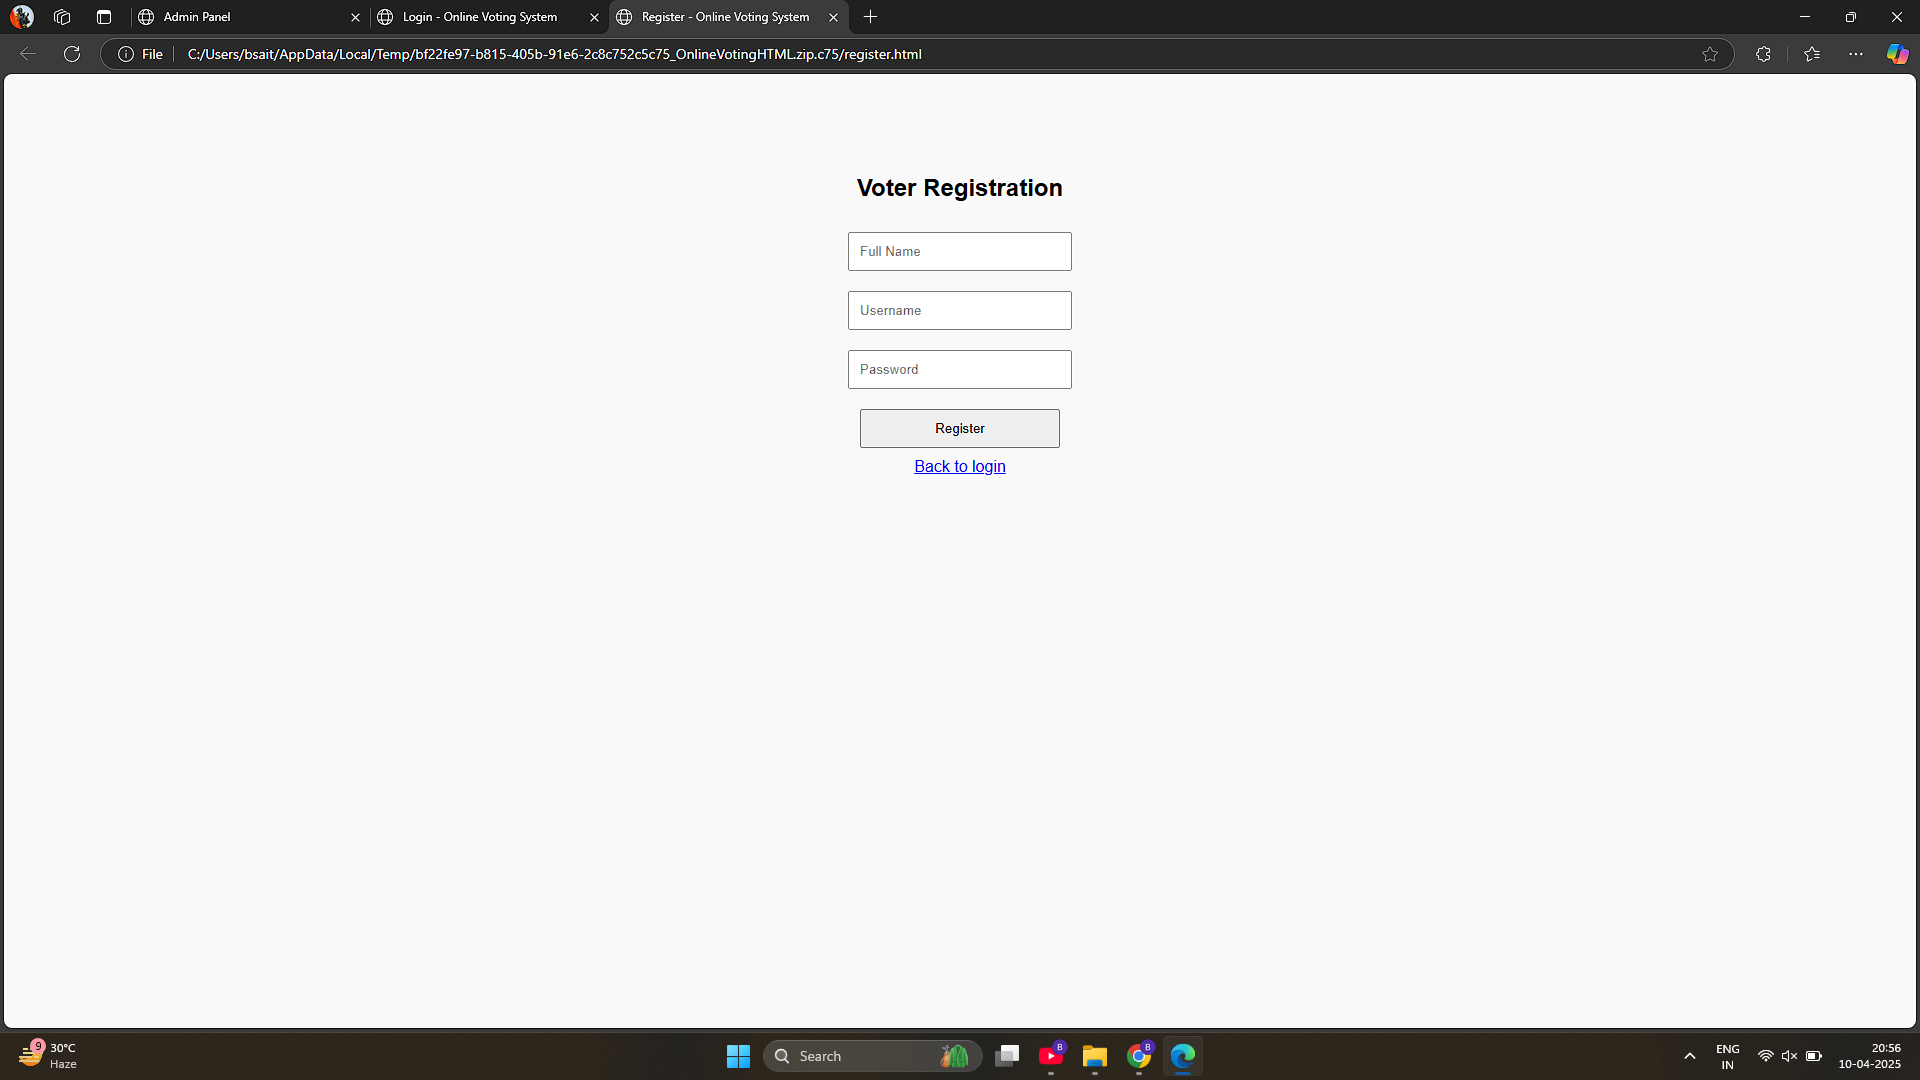 Admin Panel
Login - Online Voting System
Register - Online Voting System
File
C:/Users/bsait/AppData/Local/Temp/bf22fe97-b815-405b-91e6-2c8c752c5c75_OnlineVotingHTML.zip.c75/register.html
Voter Registration
Full Name
Username
Password
Register
Back to login
9
30°C
Haze
Search
B
B
ENG
IN
20:56
10-04-2025